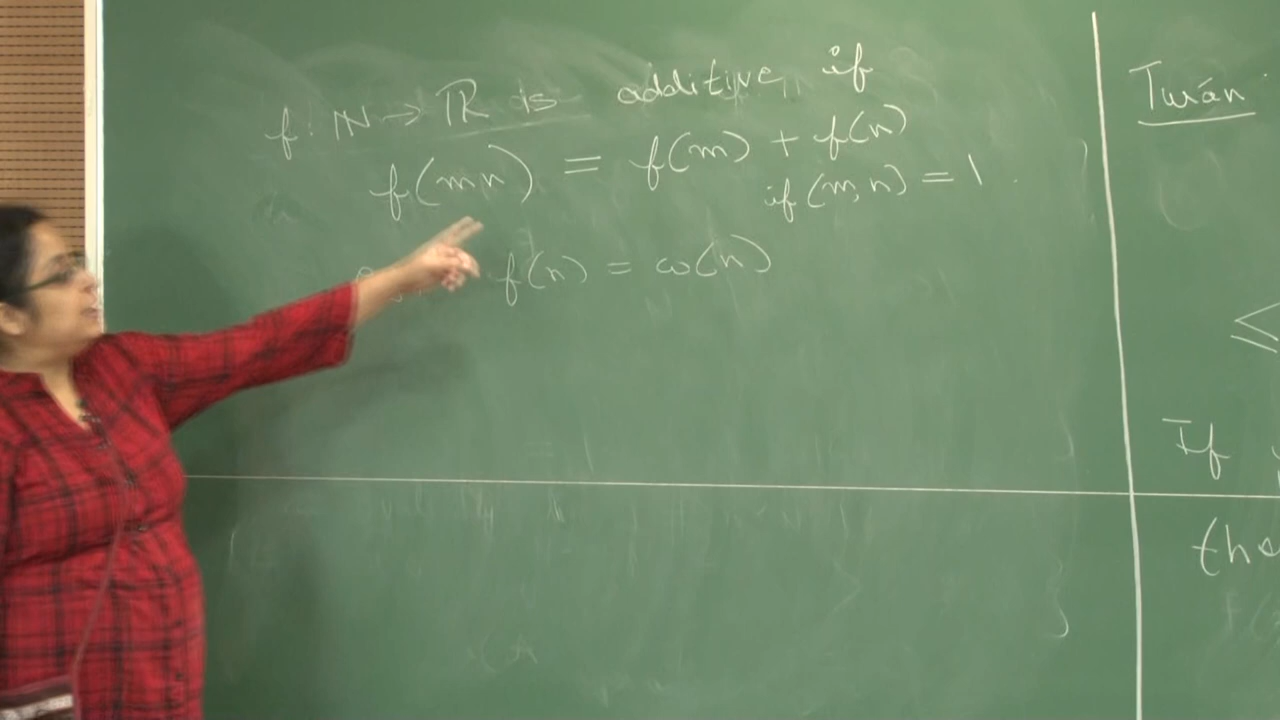 f: ℕ → ℝ is additive if
f(mn) = f(m) + f(n)
if (m,n) = 1
f(n) = ω(n)
Turán
≤
If
the